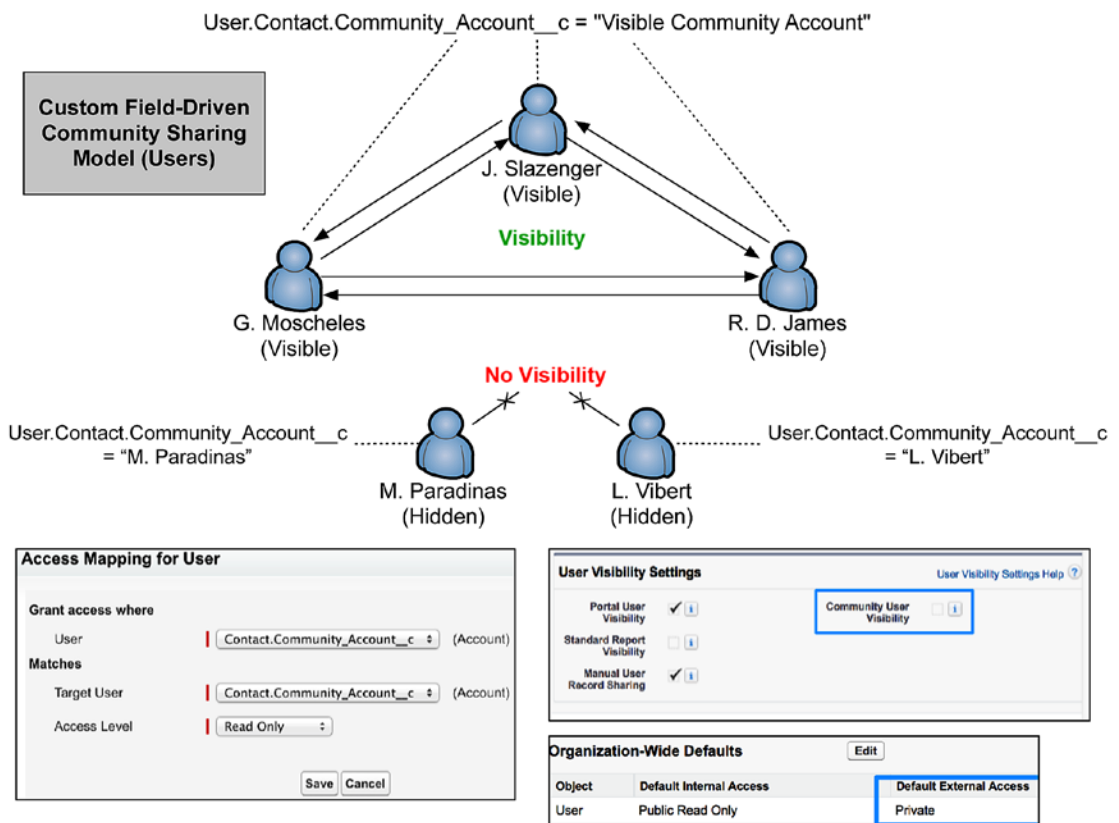 User.Contact.Community_Account__c = "Visible Community Account"
Custom Field-Driven
Community Sharing
Model (Users)
J. Slazenger
(Visible)
Visibility
G. Moscheles
(Visible)
R. D. James
(Visible)
No Visibility
User.Contact.Community_Account__c
= “M. Paradinas”
User.Contact.Community_Account__c
= “L. Vibert”
M. Paradinas
(Hidden)
L. Vibert
(Hidden)
Access Mapping for User
Grant access where
User Contact.Community_Account__c (Account)
Matches
Target User Contact.Community_Account__c (Account)
Access Level Read Only
Save Cancel
User Visibility Settings User Visibility Settings Help ?
Portal User
Visibility
Community User
Visibility
Standard Report
Visibility
Manual User
Record Sharing
Organization-Wide Defaults Edit
Object Default Internal Access Default External Access
User Public Read Only Private